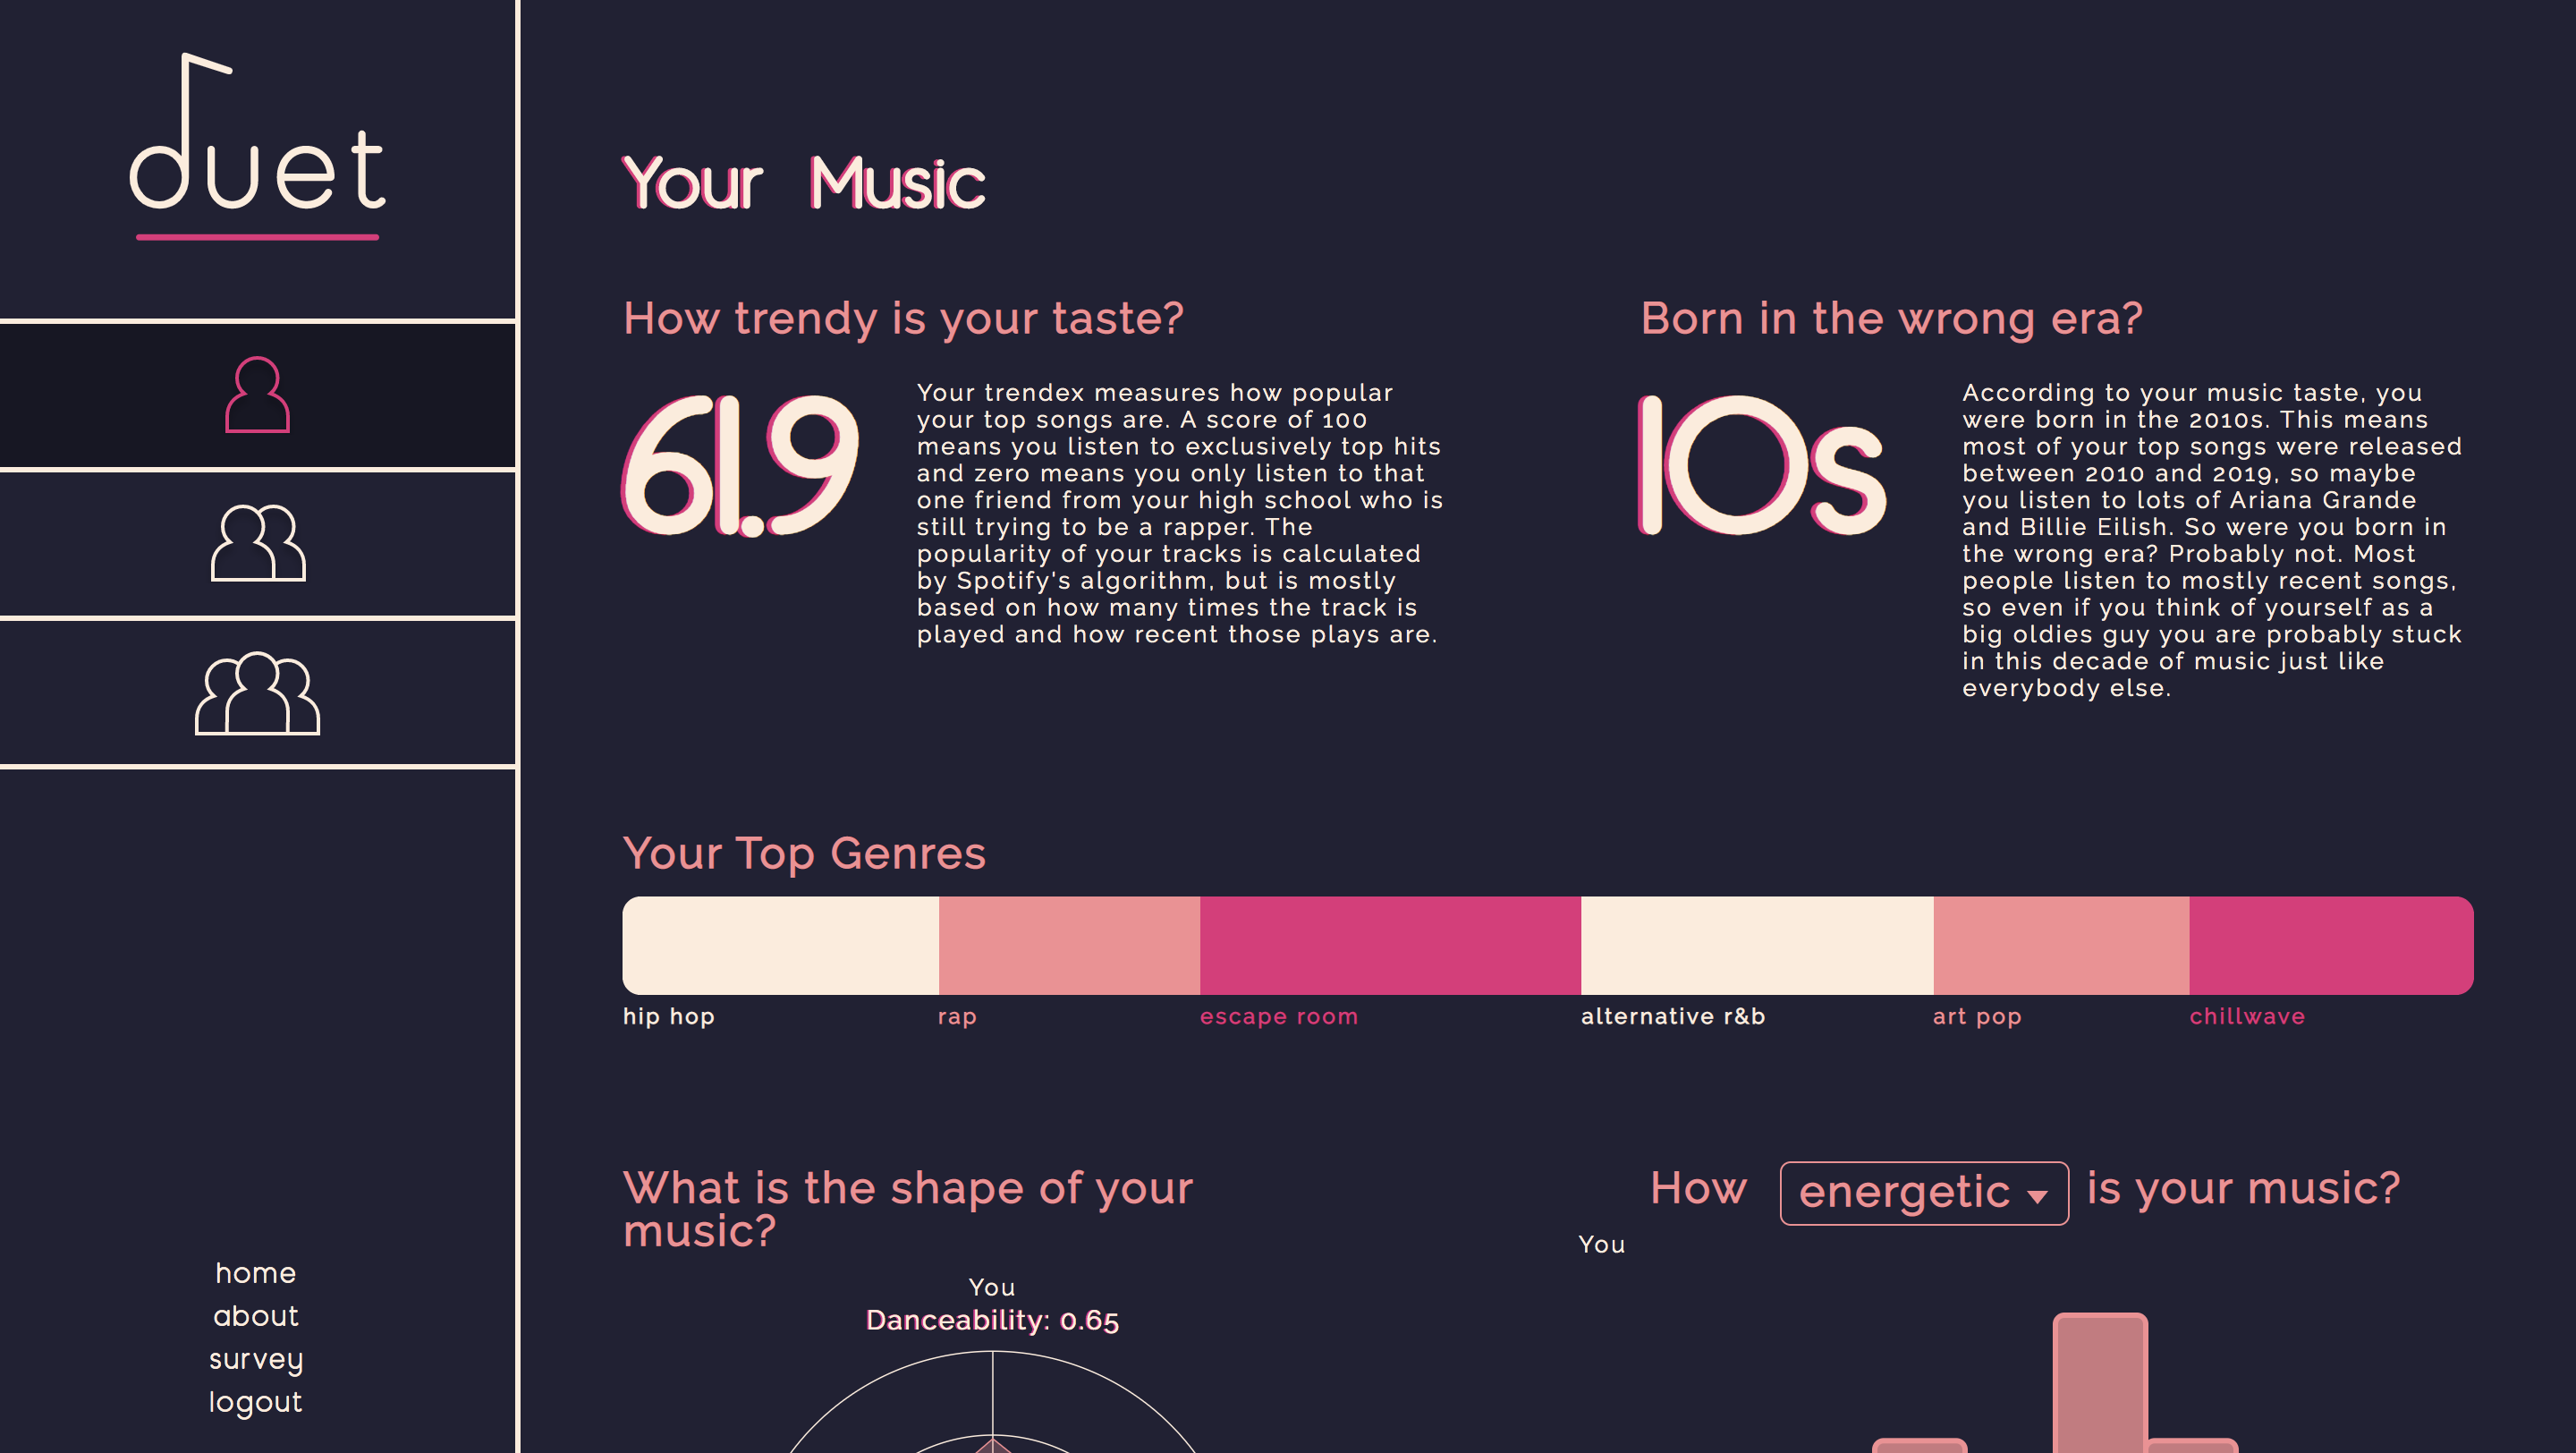 duet
Your Music
How trendy is your taste?
61.9
Your trendex measures how popular
your top songs are. A score of 100
means you listen to exclusively top hits
and zero means you only listen to that
one friend from your high school who is
still trying to be a rapper. The
popularity of your tracks is calculated
by Spotify's algorithm, but is mostly
based on how many times the track is
played and how recent those plays are.
Born in the wrong era?
10s
According to your music taste, you
were born in the 2010s. This means
most of your top songs were released
between 2010 and 2019, so maybe
you listen to lots of Ariana Grande
and Billie Eilish. So were you born in
the wrong era? Probably not. Most
people listen to mostly recent songs,
so even if you think of yourself as a
big oldies guy you are probably stuck
in this decade of music just like
everybody else.
Your Top Genres
hip hop
rap
escape room
alternative r&b
art pop
chillwave
What is the shape of your
music?
You
Danceability: 0.65
How energetic is your music?
You
home
about
survey
logout